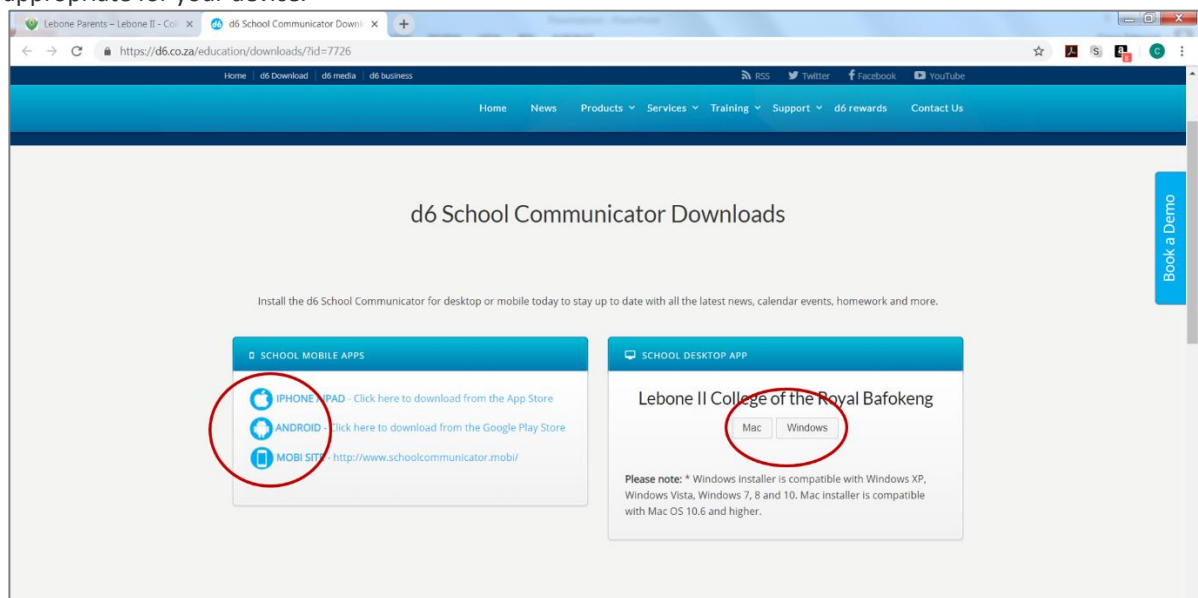 appropriate for your device.
Lebone Parents – Lebone II - Col
d6 School Communicator Downl
https://d6.co.za/education/downloads/?id=7726
Home d6 Download d6 media d6 business
RSS Twitter Facebook YouTube
Home News Products Services Training Support d6 rewards Contact Us
Book a Demo
d6 School Communicator Downloads
Install the d6 School Communicator for desktop or mobile today to stay up to date with all the latest news, calendar events, homework and more.
SCHOOL MOBILE APPS
IPHONE / IPAD - Click here to download from the App Store
ANDROID - Click here to download from the Google Play Store
MOBI SITE - http://www.schoolcommunicator.mobi/
SCHOOL DESKTOP APP
Lebone II College of the Royal Bafokeng
Mac Windows
Please note: * Windows installer is compatible with Windows XP,
Windows Vista, Windows 7, 8 and 10. Mac installer is compatible
with Mac OS 10.6 and higher.